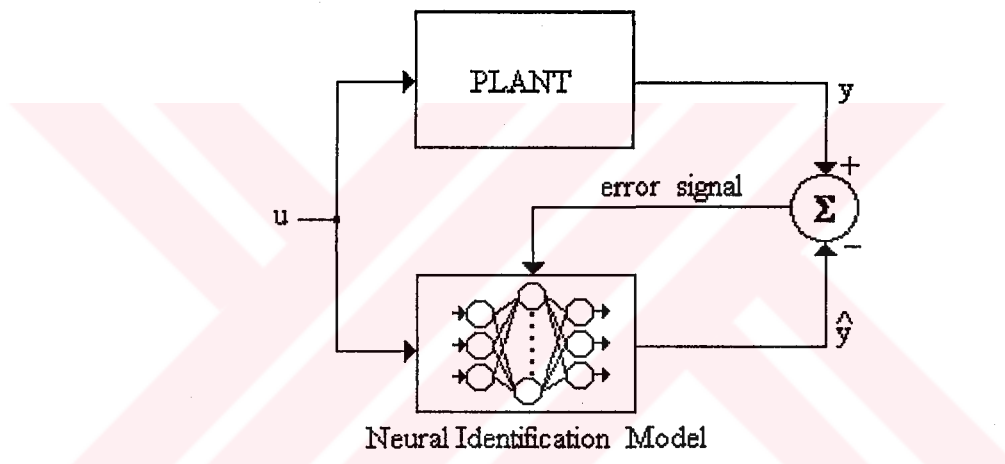 PLANT
y
+
error signal
Σ
u
−
ŷ
Neural Identification Model